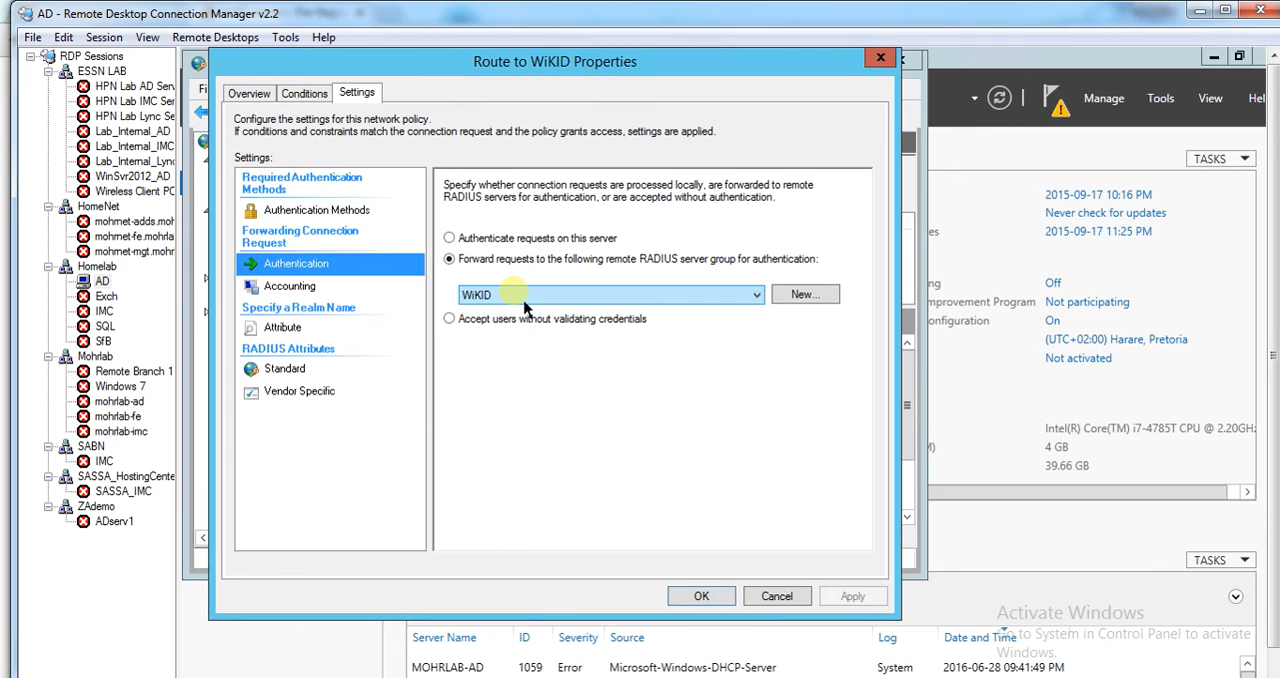 AD - Remote Desktop Connection Manager v2.2
File Edit Session View Remote Desktops Tools Help
RDP Sessions
ESSN LAB
HPN Lab AD Serv
HPN Lab IMC Ser
HPN Lab Lync Se
Lab_Internal_AD
Lab_Internal_IMC
Lab_Internal_Lync
WinSvr2012_AD
Wireless Client PC
HomeNet
mohrnet-adds.moh
mohrnet-fe.mohrla
mohrnet-mgt.mohr
Homelab
AD
Exch
IMC
SQL
SfB
Mohrlab
Remote Branch 1
Windows 7
mohrlab-ad
mohrlab-fe
mohrlab-imc
SABN
IMC
SASSA_HostingCente
SASSA_IMC
ZAdemo
ADserv1
Route to WiKID Properties
Overview Conditions Settings
Configure the settings for this network policy.
If conditions and constraints match the connection request and the policy grants access, settings are applied.
Settings:
Required Authentication
Methods
Authentication Methods
Forwarding Connection
Request
Authentication
Accounting
Specify a Realm Name
Attribute
RADIUS Attributes
Standard
Vendor Specific
Specify whether connection requests are processed locally, are forwarded to remote
RADIUS servers for authentication, or are accepted without authentication.
Authenticate requests on this server
Forward requests to the following remote RADIUS server group for authentication:
WiKID
New...
Accept users without validating credentials
OK Cancel Apply
Manage Tools View Hel
TASKS
2015-09-17 10:16 PM
Never check for updates
es 2015-09-17 11:25 PM
Off
mprovement Program Not participating
onfiguration On
(UTC+02:00) Harare, Pretoria
Not activated
Intel(R) Core(TM) i7-4785T CPU @ 2.20GH
4 GB
39.66 GB
TASKS
Activate Windows
Go to System in Control Panel to activate
Windows.
Server Name ID Severity Source Log Date and Time
MOHRLAB-AD 1059 Error Microsoft-Windows-DHCP-Server System 2016-06-28 09:41:49 PM